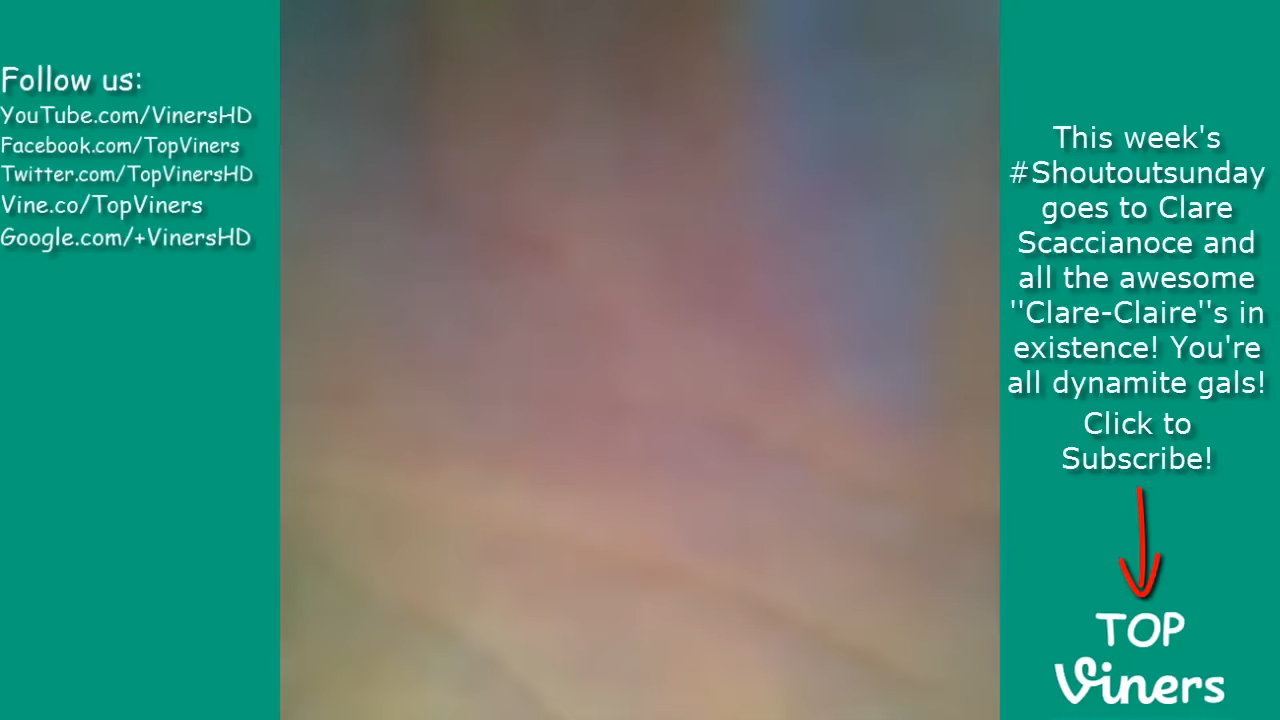 Follow us:
YouTube.com/VinersHD
Facebook.com/TopViners
Twitter.com/TopVinersHD
Vine.co/TopViners
Google.com/+VinersHD
This week's
#Shoutoutsunday
goes to Clare
Scaccianoce and
all the awesome
''Clare-Claire''s in
existence! You're
all dynamite gals!
Click to
Subscribe!
TOP
Viners